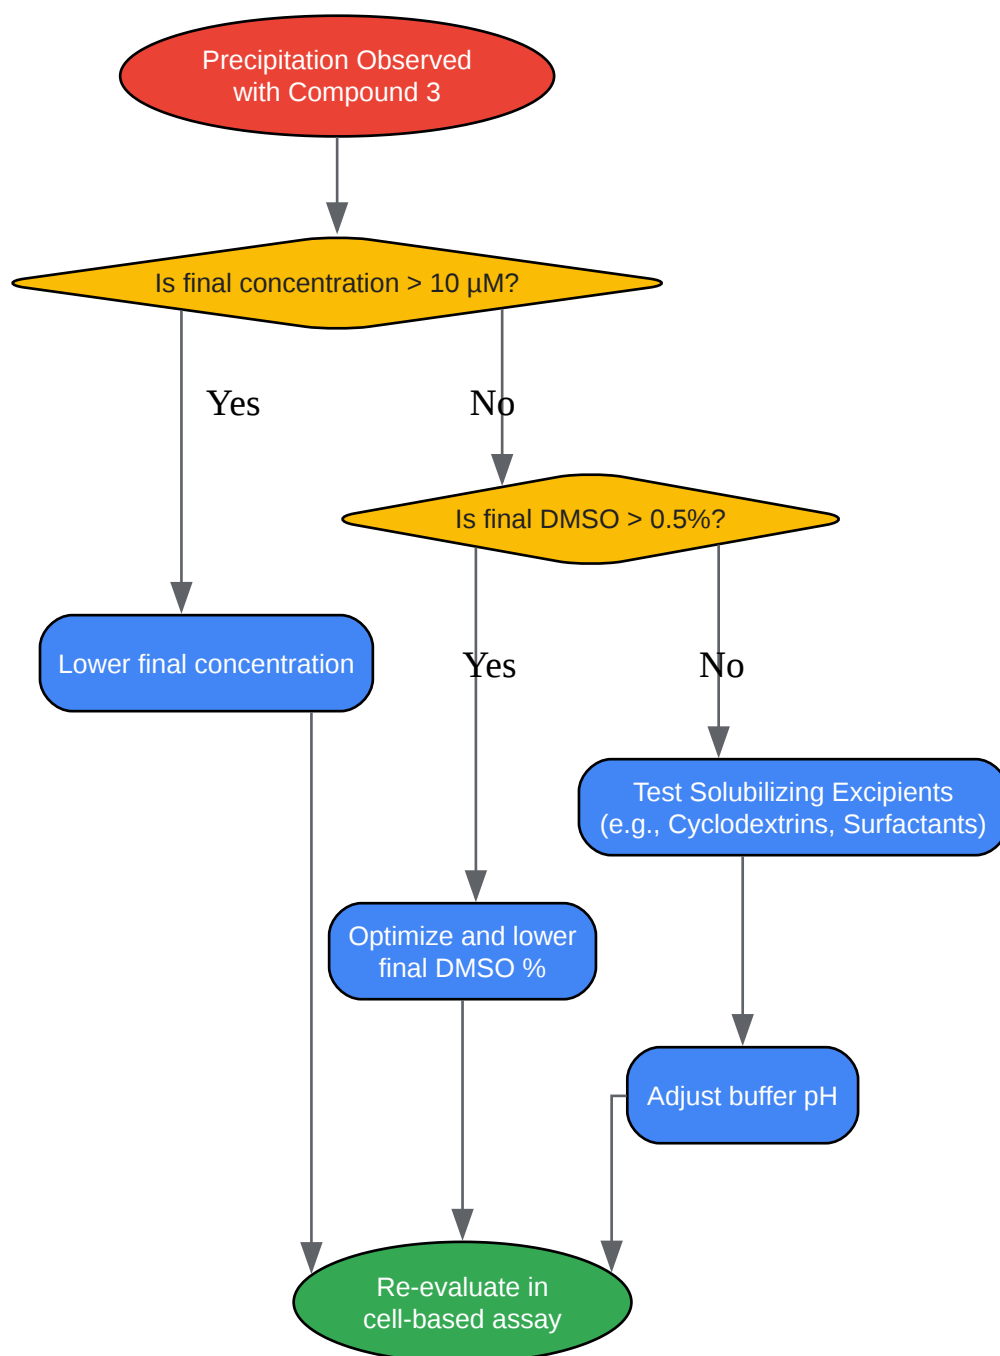 Precipitation Observed
with Compound 3
Is final concentration > 10 µM?
Yes
No
Is final DMSO > 0.5%?
Lower final concentration
Yes
No
Test Solubilizing Excipients
(e.g., Cyclodextrins, Surfactants)
Optimize and lower
final DMSO %
Adjust buffer pH
Re-evaluate in
cell-based assay